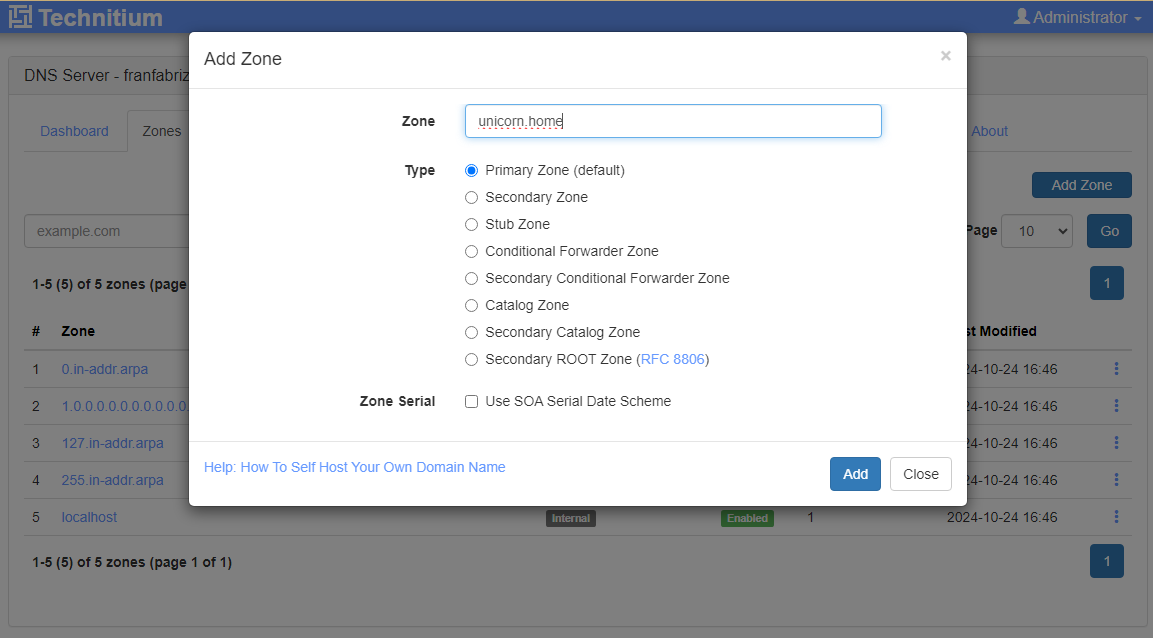 Technitium
Administrator
Add Zone
×
DNS Server - franfabriz
Zone
unicorn.home
Dashboard
Zones
About
Type
Primary Zone (default)
Add Zone
Secondary Zone
Stub Zone
example.com
Page
10
Go
Conditional Forwarder Zone
Secondary Conditional Forwarder Zone
1-5 (5) of 5 zones (page
1
Catalog Zone
# Zone
Secondary Catalog Zone
st Modified
Secondary ROOT Zone (RFC 8806)
1 0.in-addr.arpa
24-10-24 16:46
Zone Serial
Use SOA Serial Date Scheme
2 1.0.0.0.0.0.0.0.0.0.
24-10-24 16:46
3 127.in-addr.arpa
24-10-24 16:46
Help: How To Self Host Your Own Domain Name
Add
Close
4 255.in-addr.arpa
24-10-24 16:46
5 localhost Internal Enabled 1 2024-10-24 16:46
1-5 (5) of 5 zones (page 1 of 1)
1